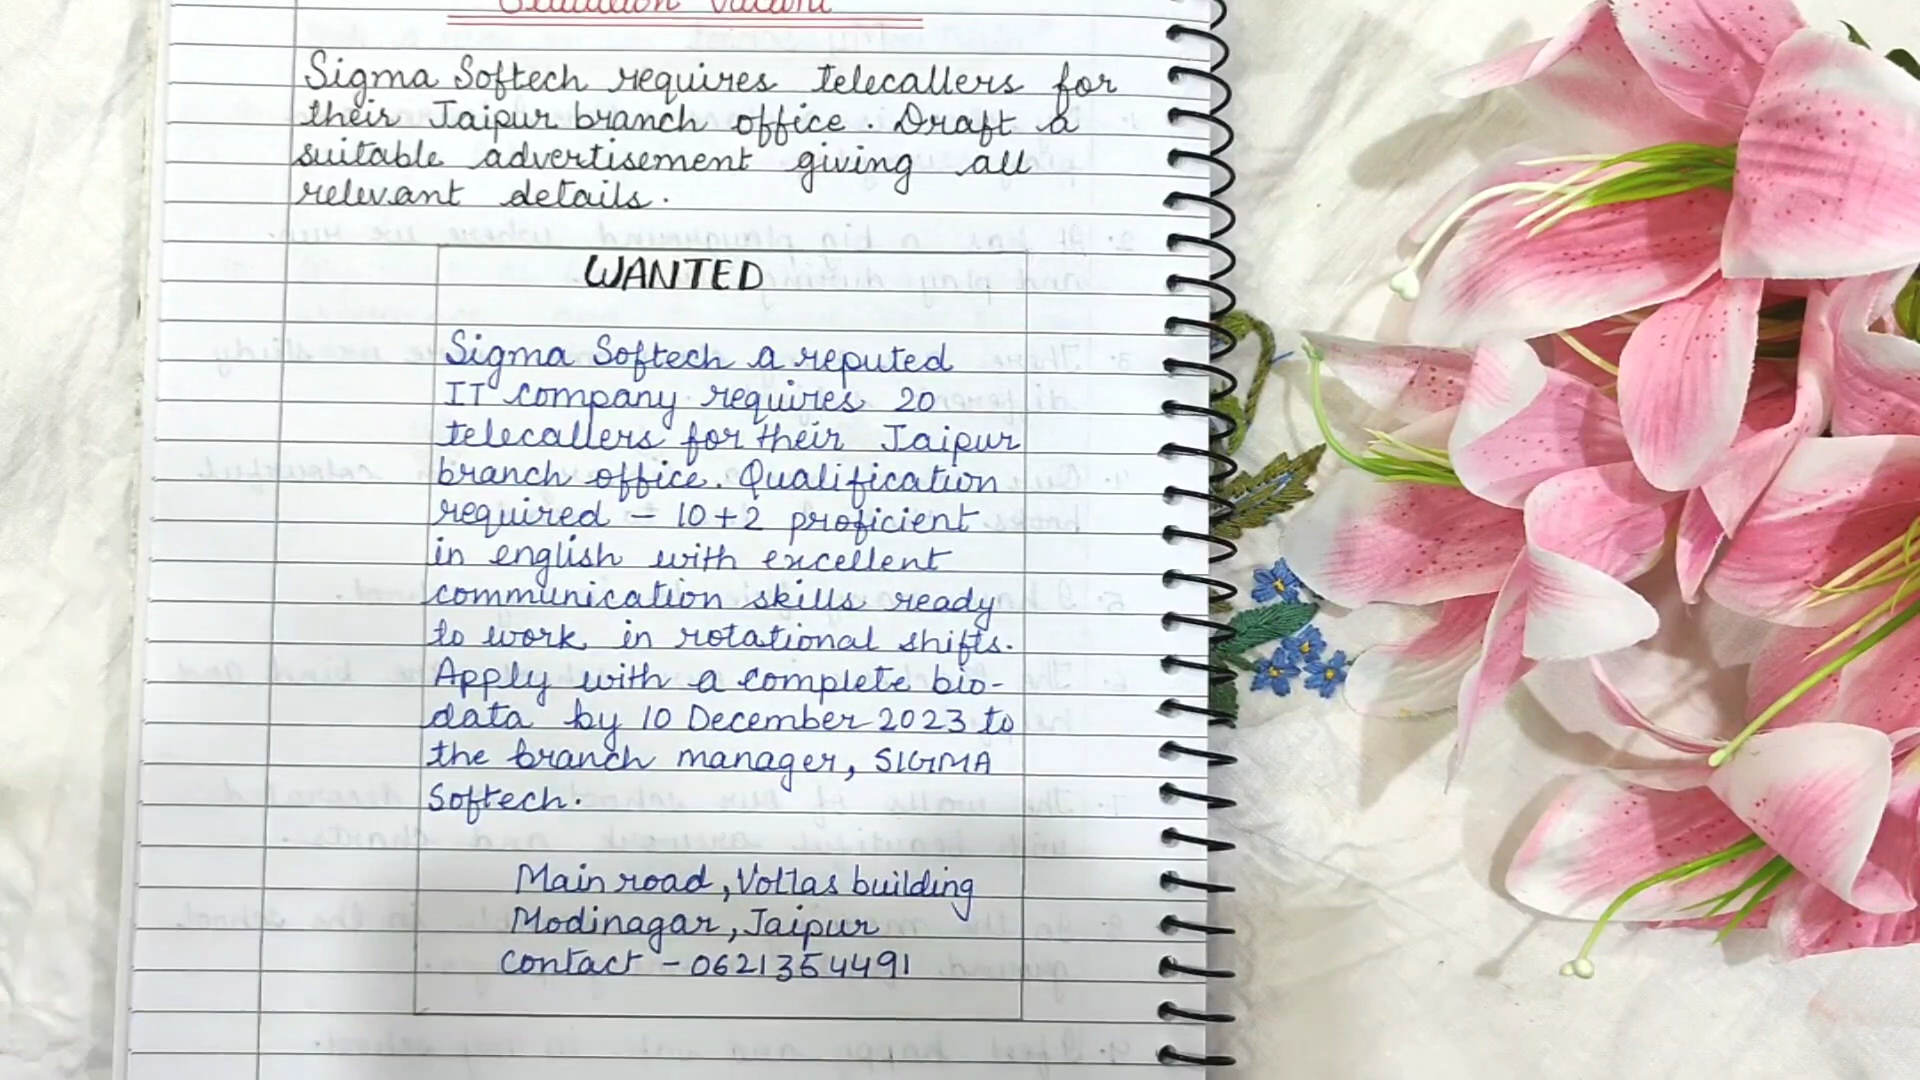 Situation Vacant
Sigma Softech requires telecallers for
their Jaipur branch office. Draft a
suitable advertisement giving all
relevant details.
WANTED
Sigma Softech a reputed
IT company requires 20
telecallers for their Jaipur
branch office. Qualification
required - 10+2 proficient
in english with excellent
communication skills ready
to work in rotational shifts.
Apply with a complete bio-
data by 10 December 2023 to
the branch manager, SIGMA
Softech.
Main road, Voltas building
Modinagar, Jaipur
Contact - 0621354491